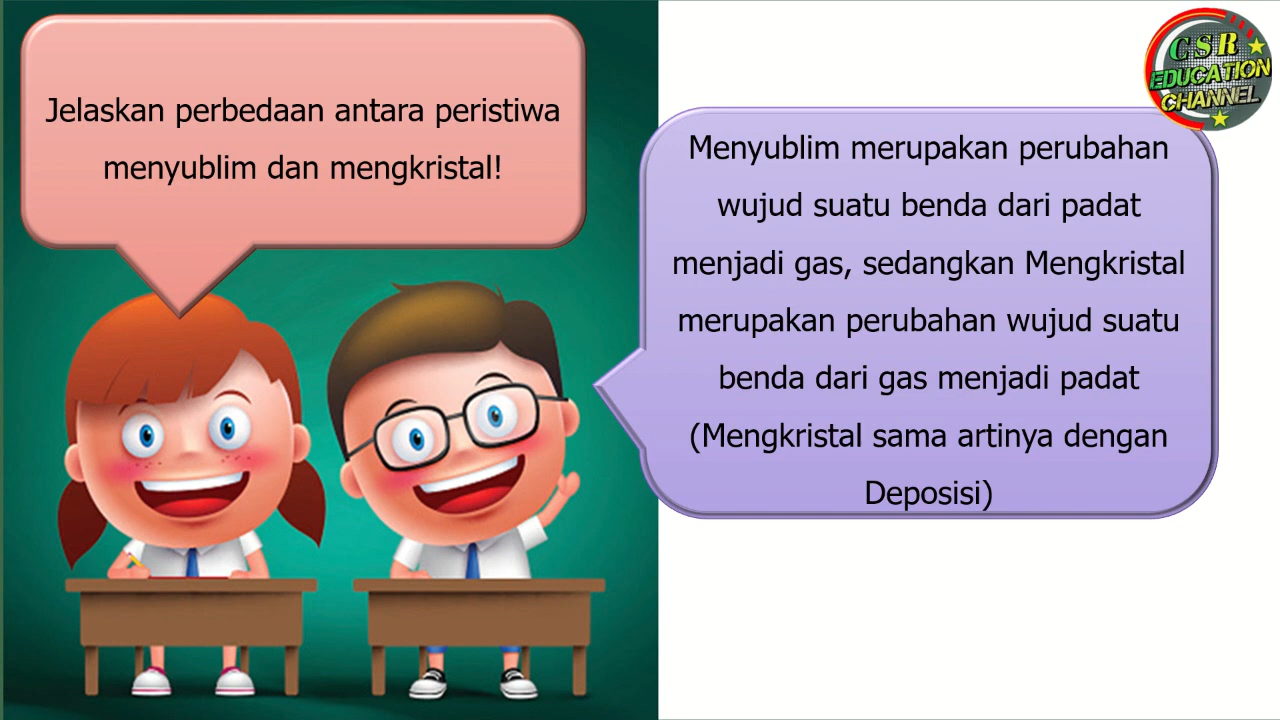 Jelaskan perbedaan antara peristiwa
menyublim dan mengkristal!
CSR
EDUCATION
CHANNEL
Menyublim merupakan perubahan
wujud suatu benda dari padat
menjadi gas, sedangkan Mengkristal
merupakan perubahan wujud suatu
benda dari gas menjadi padat
(Mengkristal sama artinya dengan
Deposisi)